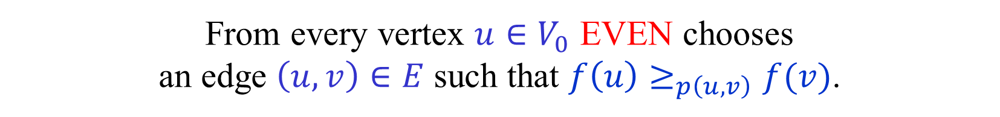 From every vertex u ∈ V₀ EVEN chooses
an edge (u, v) ∈ E such that f(u) ≥_{p(u,v)} f(v).